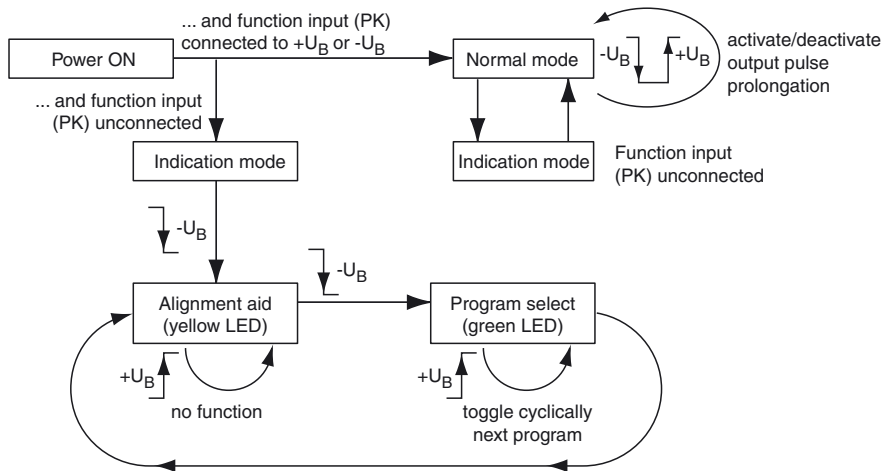 ... and function input (PK)
connected to +UB or -UB
Power ON
Normal mode
-UB
+UB
activate/deactivate
output pulse
prolongation
... and function input
(PK) unconnected
Indication mode
Indication mode
Function input
(PK) unconnected
-UB
-UB
Alignment aid
(yellow LED)
Program select
(green LED)
+UB
no function
+UB
toggle cyclically
next program